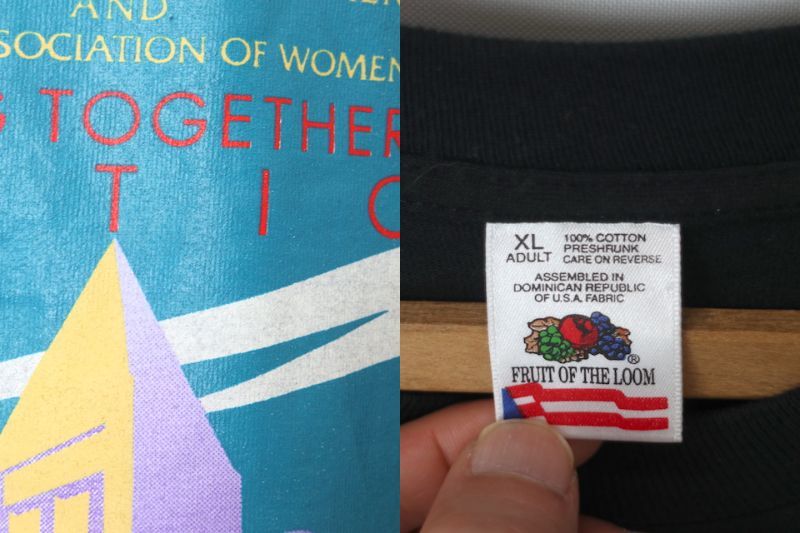 AND
OF WOMEN
TOGETHER
T I
XL
ADULT
100% COTTON
PRESHRUNK
CARE ON REVERSE
ASSEMBLED IN
DOMINICAN REPUBLIC
OF U.S.A. FABRIC
®
FRUIT OF THE LOOM